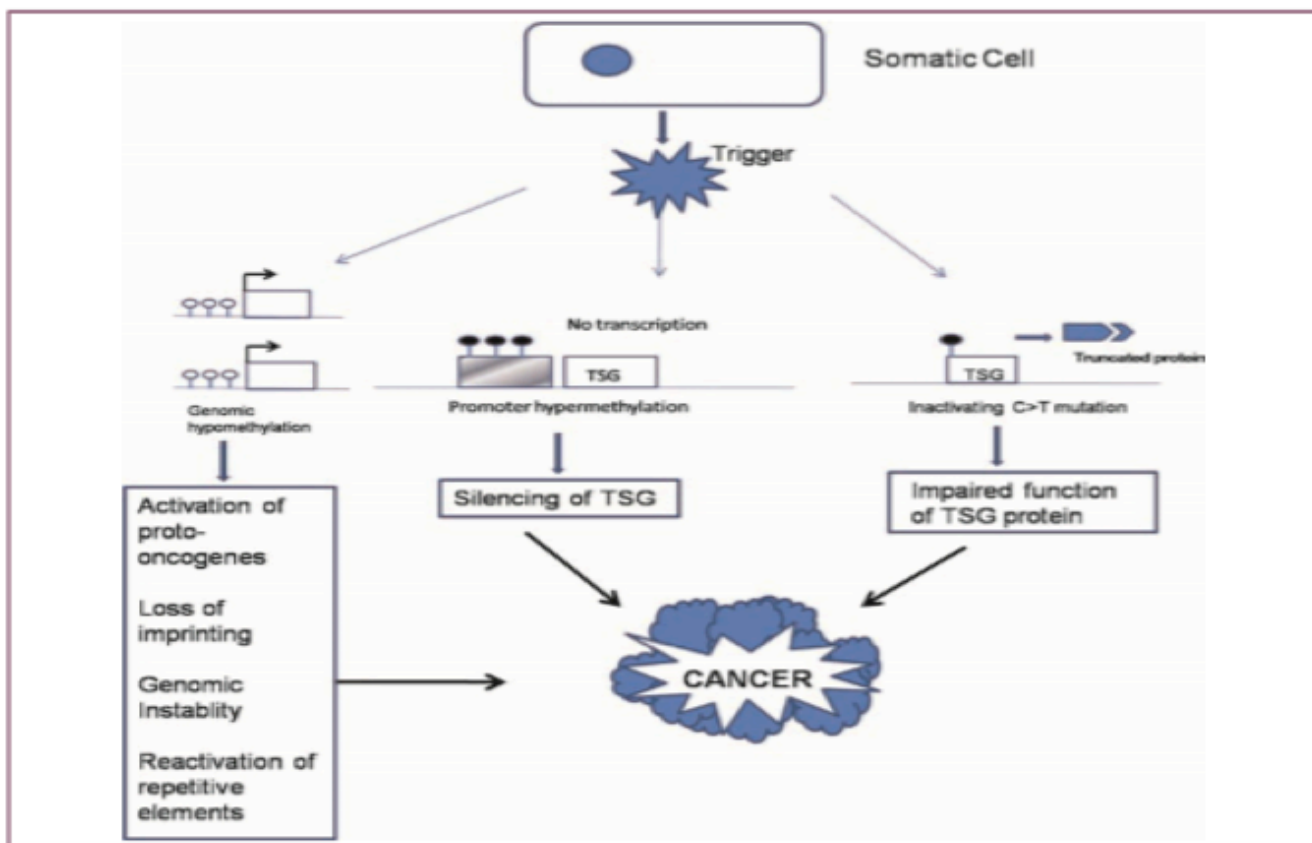 Somatic Cell
Trigger
No transcription
TSG
TSG
Truncated protein
Genomic
hypomethylation
Promoter hypermethylation
Inactivating C>T mutation
Activation of
proto-
oncogenes
Loss of
imprinting
Genomic
Instablity
Reactivation of
repetitive
elements
Silencing of TSG
Impaired function
of TSG protein
CANCER